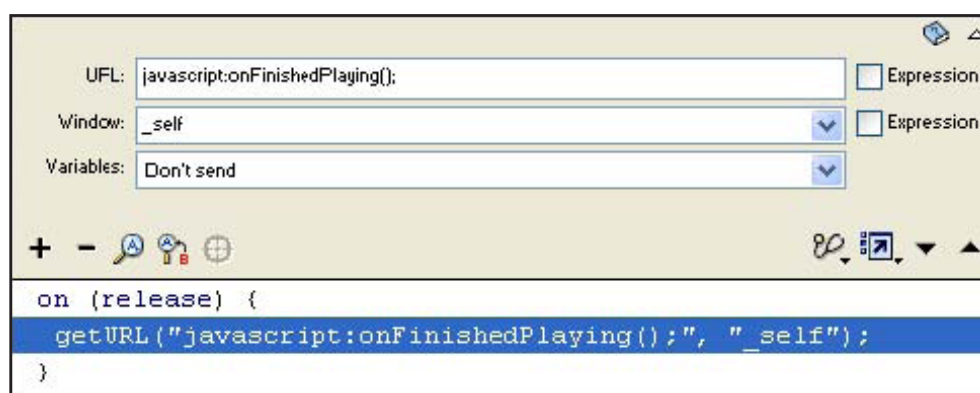 UFL: javascript:onFinishedPlaying(); Expression
Window: _self Expression
Variables: Don't send
on (release) {
getURL("javascript:onFinishedPlaying();", "_self");
}